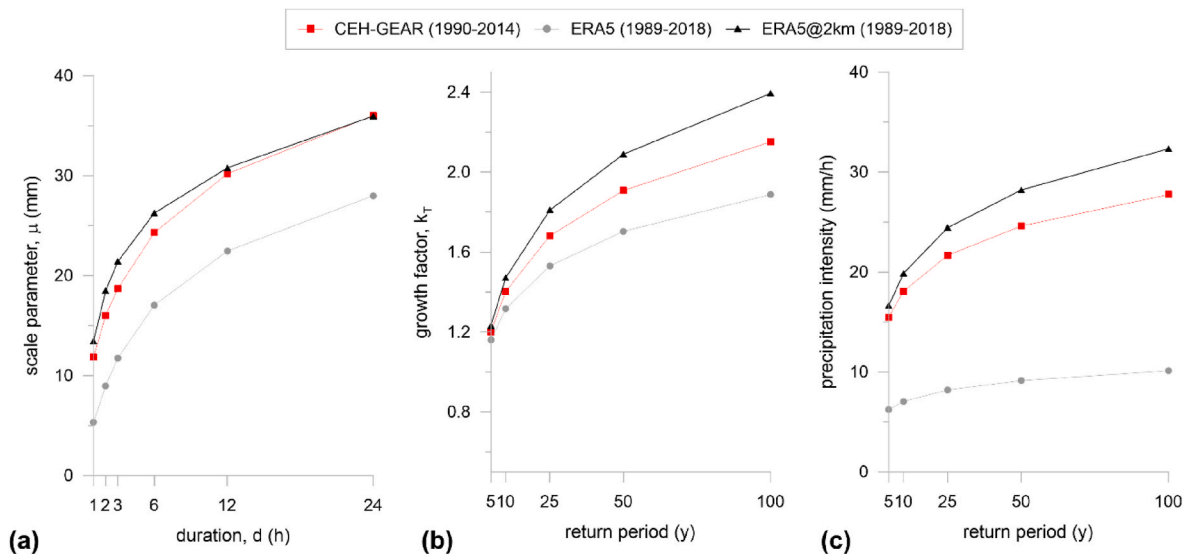 CEH-GEAR (1990-2014) ERA5 (1989-2018) ERA5@2km (1989-2018)
40
30
20
10
0
scale parameter, μ (mm)
1 2 3 6 12 24
duration, d (h)
(a)
2.4
2.0
1.6
1.2
0.8
growth factor, k_T
5 10 25 50 100
return period (y)
(b)
40
30
20
10
0
precipitation intensity (mm/h)
5 10 25 50 100
return period (y)
(c)